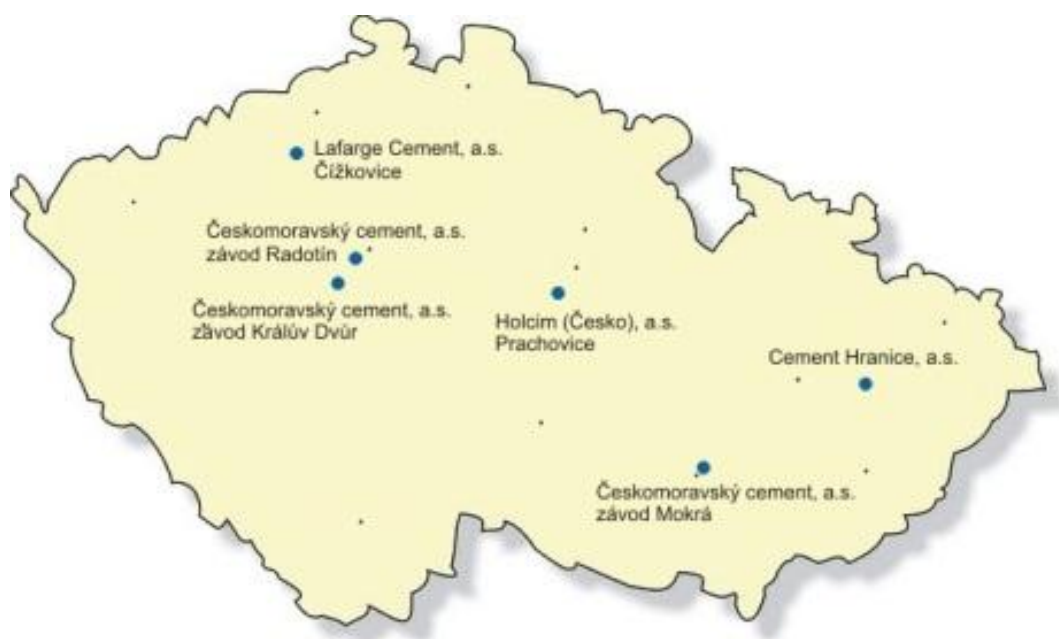 Lafarge Cement, a.s.
Čížkovice
Českomoravský cement, a.s.
závod Radotín
Českomoravský cement, a.s.
závod Králův Dvůr
Holcim (Česko), a.s.
Prachovice
Cement Hranice, a.s.
Českomoravský cement, a.s.
závod Mokrá